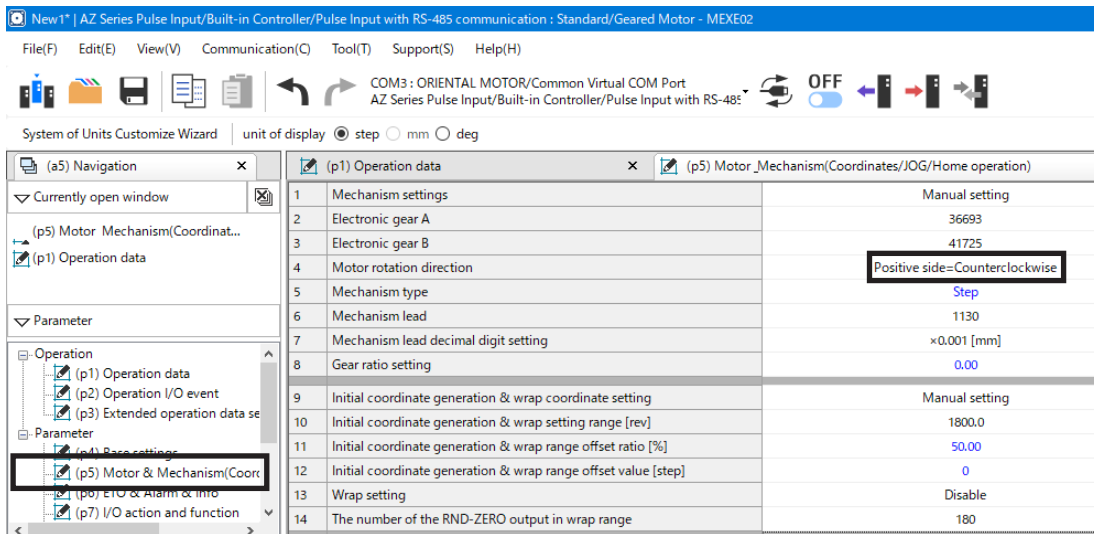 New1* | AZ Series Pulse Input/Built-in Controller/Pulse Input with RS-485 communication : Standard/Geared Motor - MEXE02
File(F) Edit(E) View(V) Communication(C) Tool(T) Support(S) Help(H)
COM3 : ORIENTAL MOTOR/Common Virtual COM Port
AZ Series Pulse Input/Built-in Controller/Pulse Input with RS-485
OFF
System of Units Customize Wizard unit of display step mm deg
(a5) Navigation
Currently open window
(p5) Motor Mechanism(Coordinat...
(p1) Operation data
Parameter
Operation
(p1) Operation data
(p2) Operation I/O event
(p3) Extended operation data se
Parameter
(p4) Base settings
(p5) Motor & Mechanism(Coord
(p6) ETO & Alarm & Info
(p7) I/O action and function
(p1) Operation data
(p5) Motor _Mechanism(Coordinates/JOG/Home operation)
1 Mechanism settings Manual setting
2 Electronic gear A 36693
3 Electronic gear B 41725
4 Motor rotation direction Positive side=Counterclockwise
5 Mechanism type Step
6 Mechanism lead 1130
7 Mechanism lead decimal digit setting ×0.001 [mm]
8 Gear ratio setting 0.00
9 Initial coordinate generation & wrap coordinate setting Manual setting
10 Initial coordinate generation & wrap setting range [rev] 1800.0
11 Initial coordinate generation & wrap range offset ratio [%] 50.00
12 Initial coordinate generation & wrap range offset value [step] 0
13 Wrap setting Disable
14 The number of the RND-ZERO output in wrap range 180